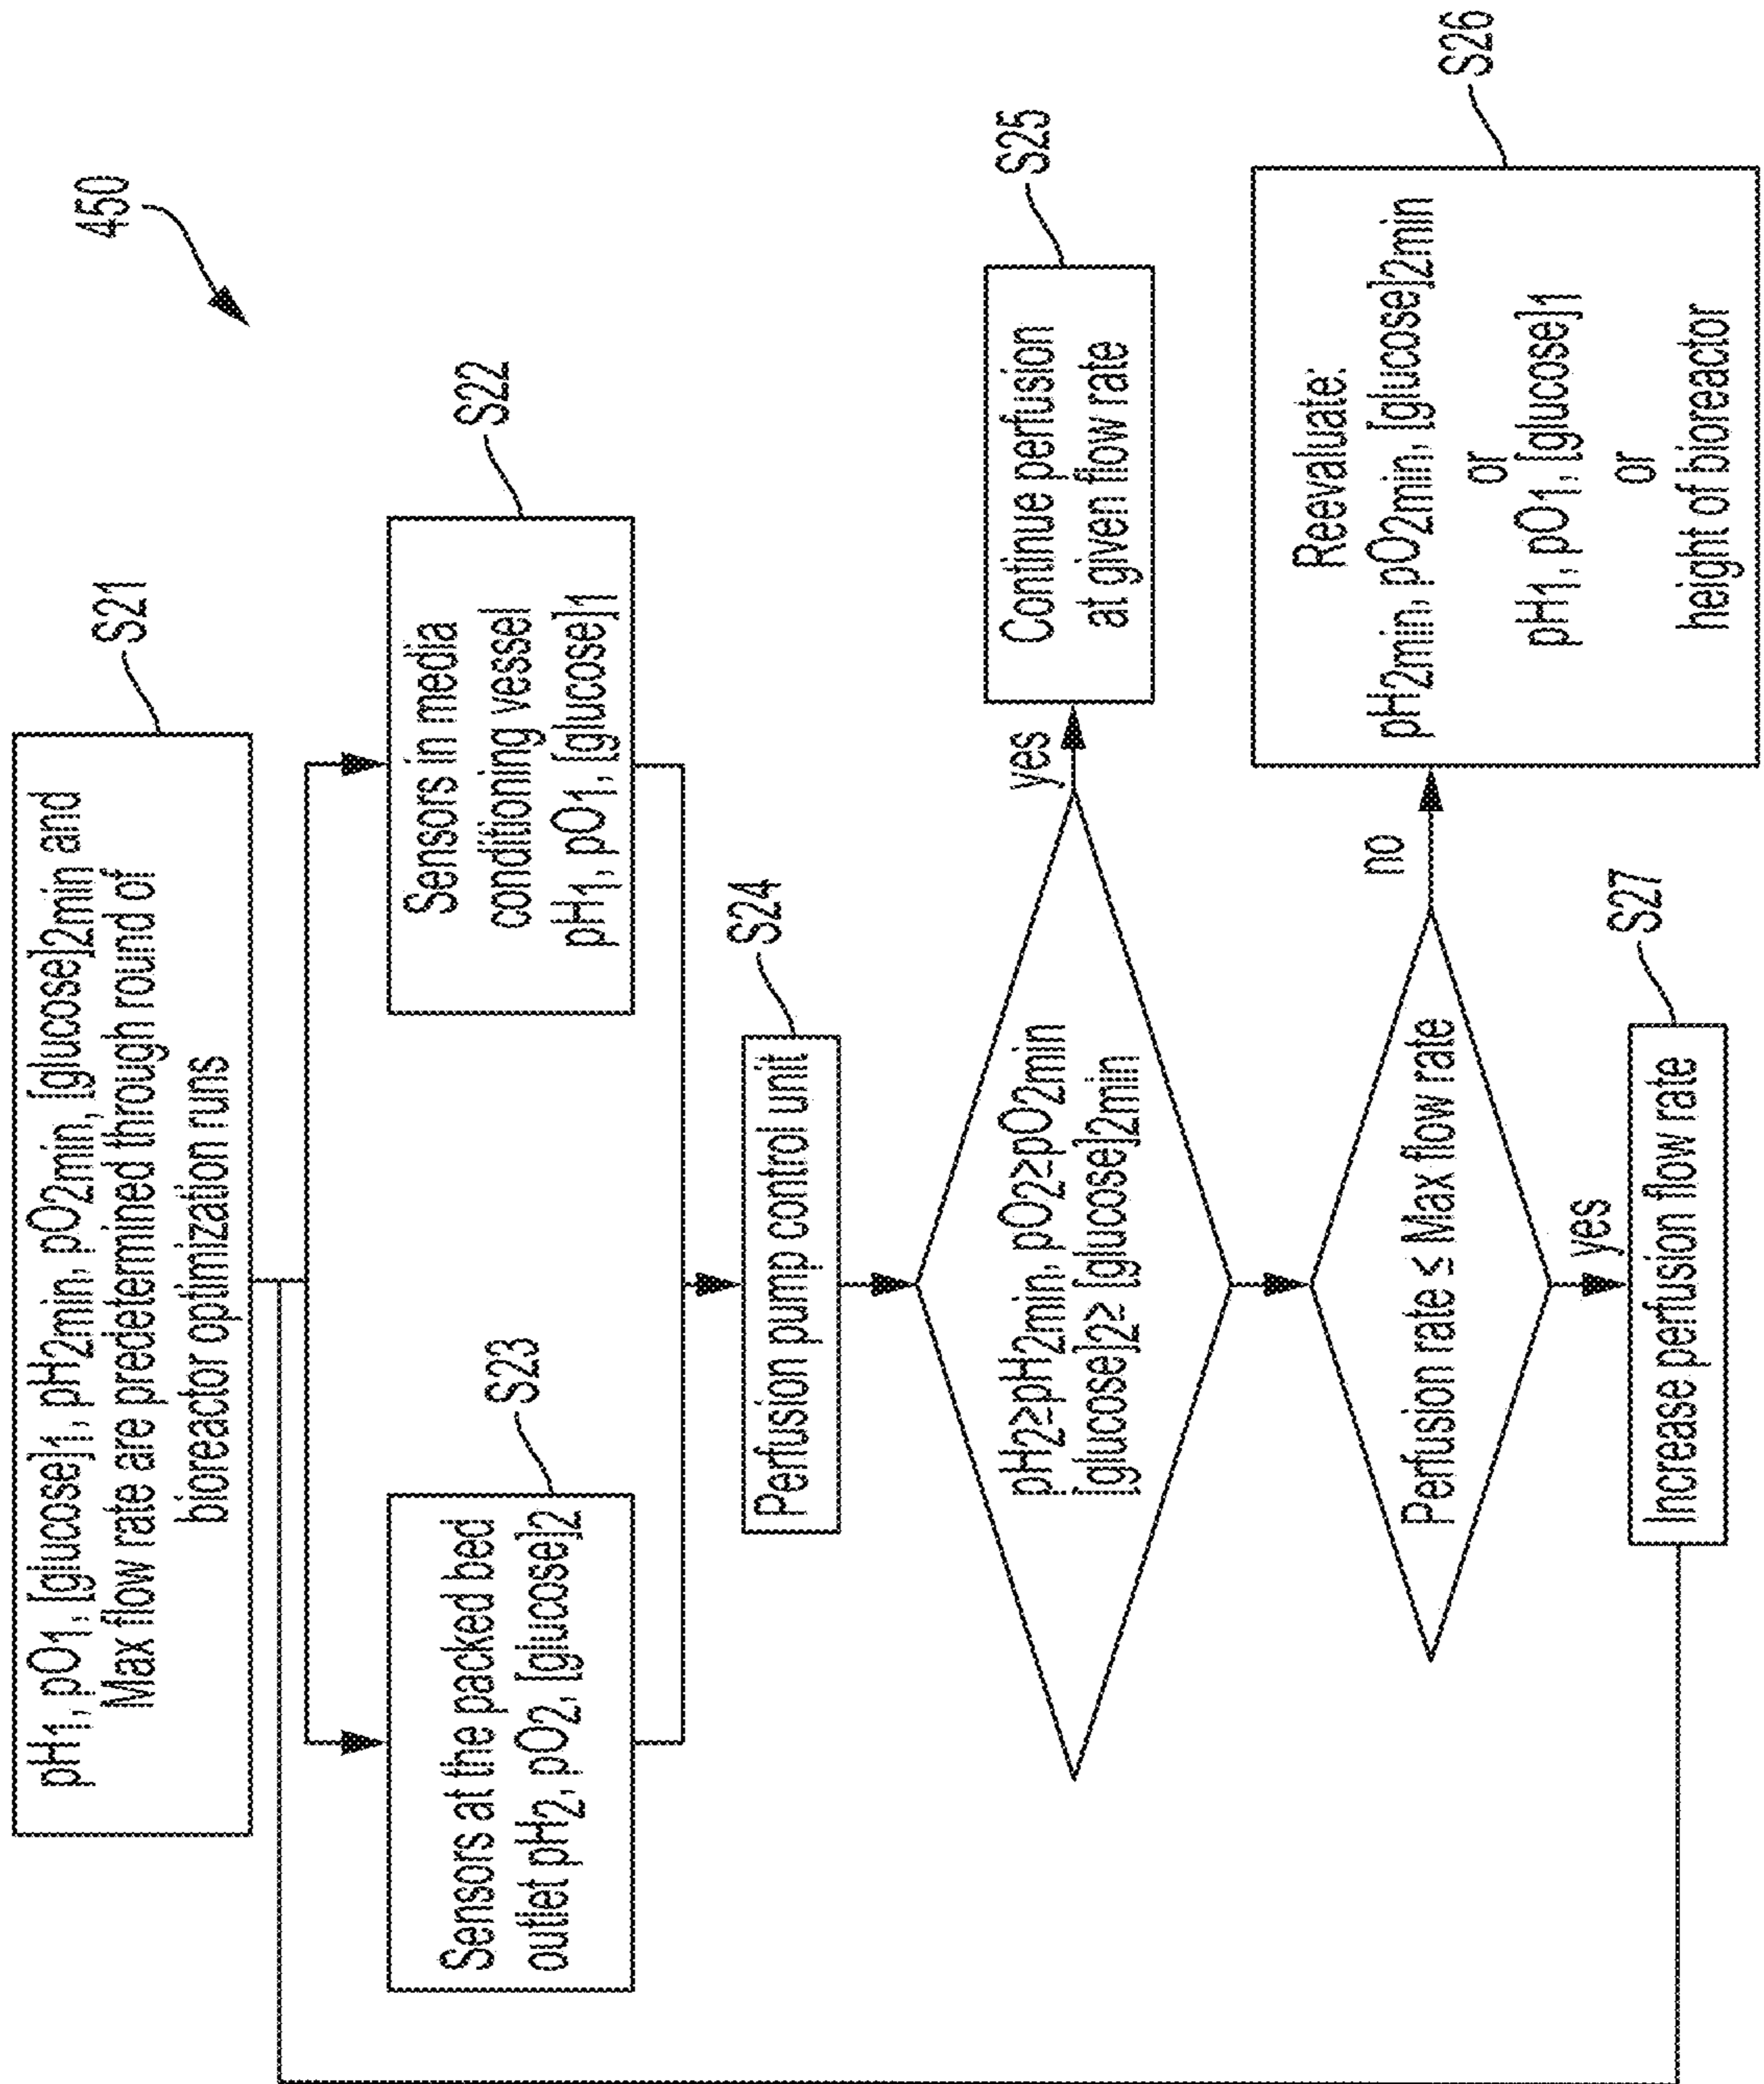 450
pH1, pO1, [glucose]1, pH2min, pO2min, [glucose]2min and
Max flow rate are predetermined through round of
bioreactor optimization runs
S21
Sensors at the packed bed
outlet pH2, pO2, [glucose]2
S23
Sensors in media
conditioning vessel
pH1, pO1, [glucose]1
S22
Perfusion pump control unit
S24
pH2≥pH2min, pO2≥pO2min
[glucose]2≥ [glucose]2min
yes
Continue perfusion
at given flow rate
S25
Perfusion rate ≤ Max flow rate
no
Reevaluate:
pH2min, pO2min, [glucose]2min
or
pH1, pO1, [glucose]1
or
height of bioreactor
S26
yes
Increase perfusion flow rate
S27